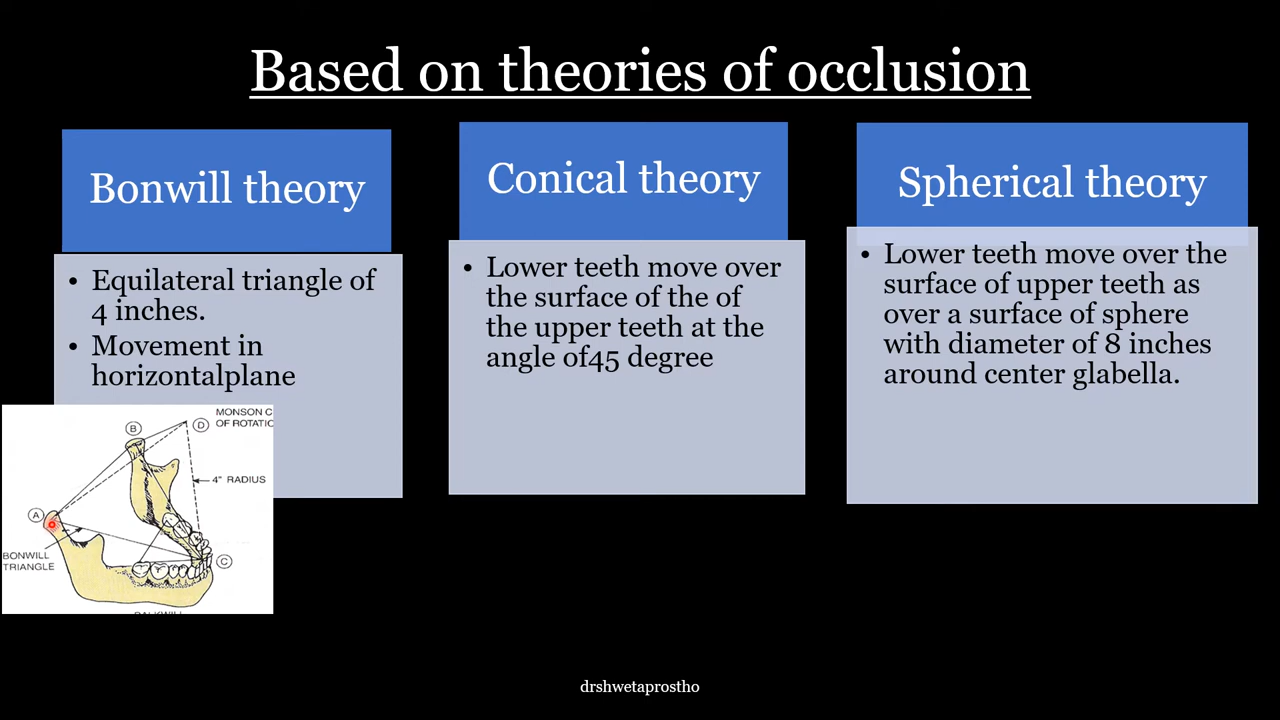 Based on theories of occlusion
Bonwill theory
• Equilateral triangle of
4 inches.
• Movement in
horizontalplane
MONSON C
OF ROTATIO
B
D
4" RADIUS
A
BONWILL
TRIANGLE
C
Conical theory
• Lower teeth move over
the surface of the of
the upper teeth at the
angle of45 degree
Spherical theory
• Lower teeth move over the
surface of upper teeth as
over a surface of sphere
with diameter of 8 inches
around center glabella.
drshwetaprostho